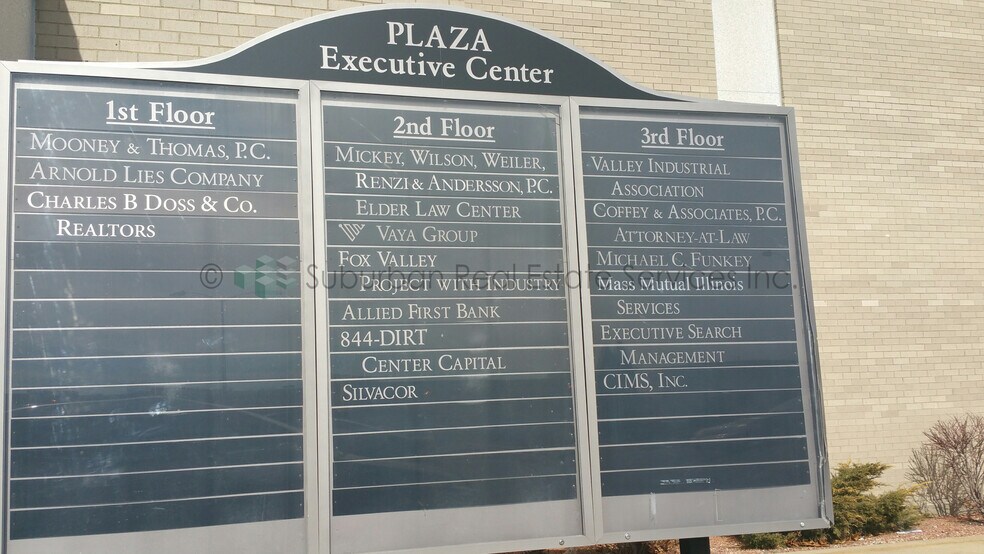 PLAZA
Executive Center
1st Floor
MOONEY & THOMAS, P.C.
ARNOLD LIES COMPANY
CHARLES B DOSS & CO.
REALTORS
2nd Floor
MICKEY, WILSON, WEILER,
RENZI & ANDERSSON, P.C.
ELDER LAW CENTER
VAYA GROUP
FOX VALLEY
PROJECT WITH INDUSTRY
ALLIED FIRST BANK
844-DIRT
CENTER CAPITAL
SILVACOR
3rd Floor
VALLEY INDUSTRIAL
ASSOCIATION
COFFEY & ASSOCIATES, P.C.
ATTORNEY-AT-LAW
MICHAEL C. FUNKEY
Mass Mutual Illinois
SERVICES
EXECUTIVE SEARCH
MANAGEMENT
CIMS, INC.
© Suburban Real Estate Services Inc.